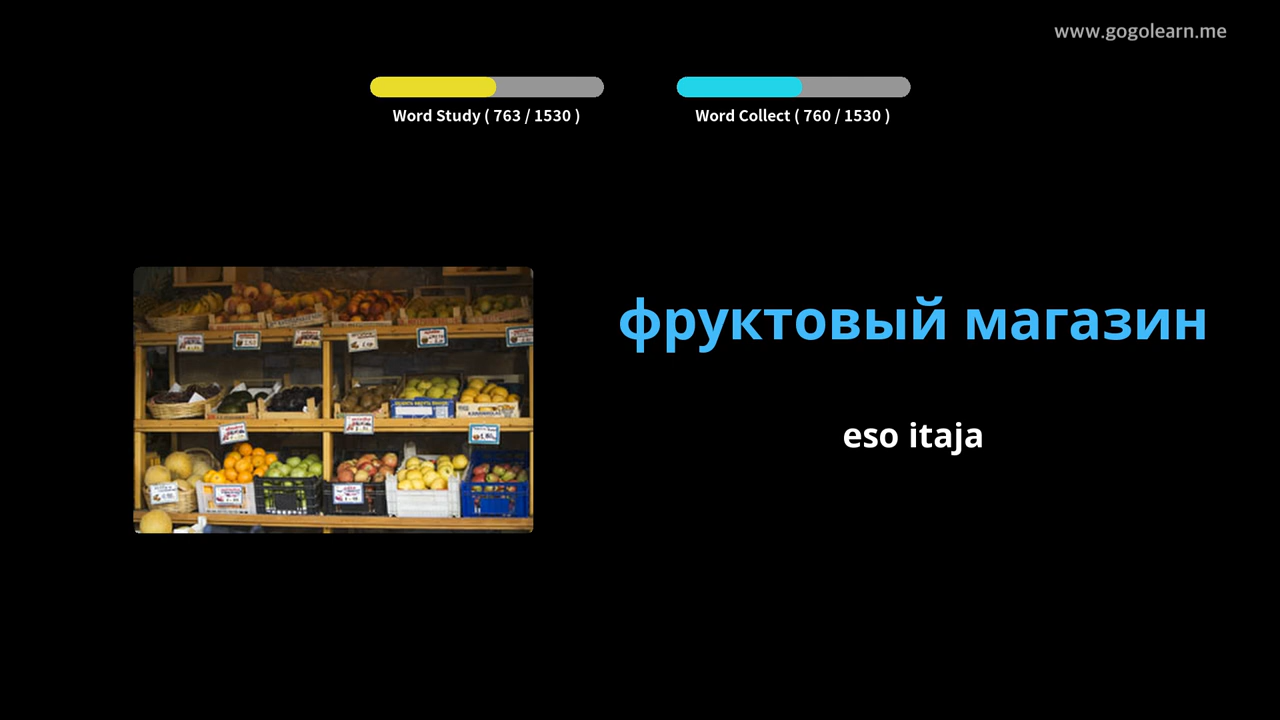 www.gogolearn.me
Word Study ( 763 / 1530 )
Word Collect ( 760 / 1530 )
фруктовый магазин
eso itaja